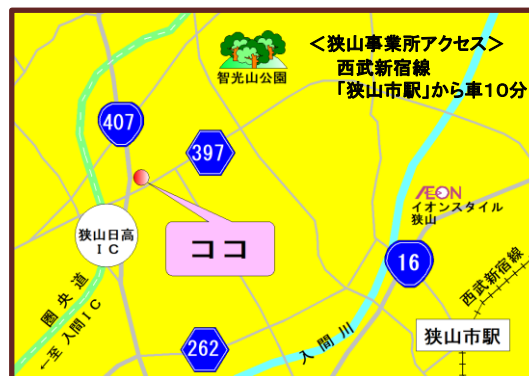 <狭山事業所アクセス>
西武新宿線
「狭山市駅」から車10分
智光山公園
407
397
ÆON
イオンスタイル
狭山
狭山日高
IC
ココ
16
西武新宿線
圏央道
←至 入間IC
262
入間川
狭山市駅